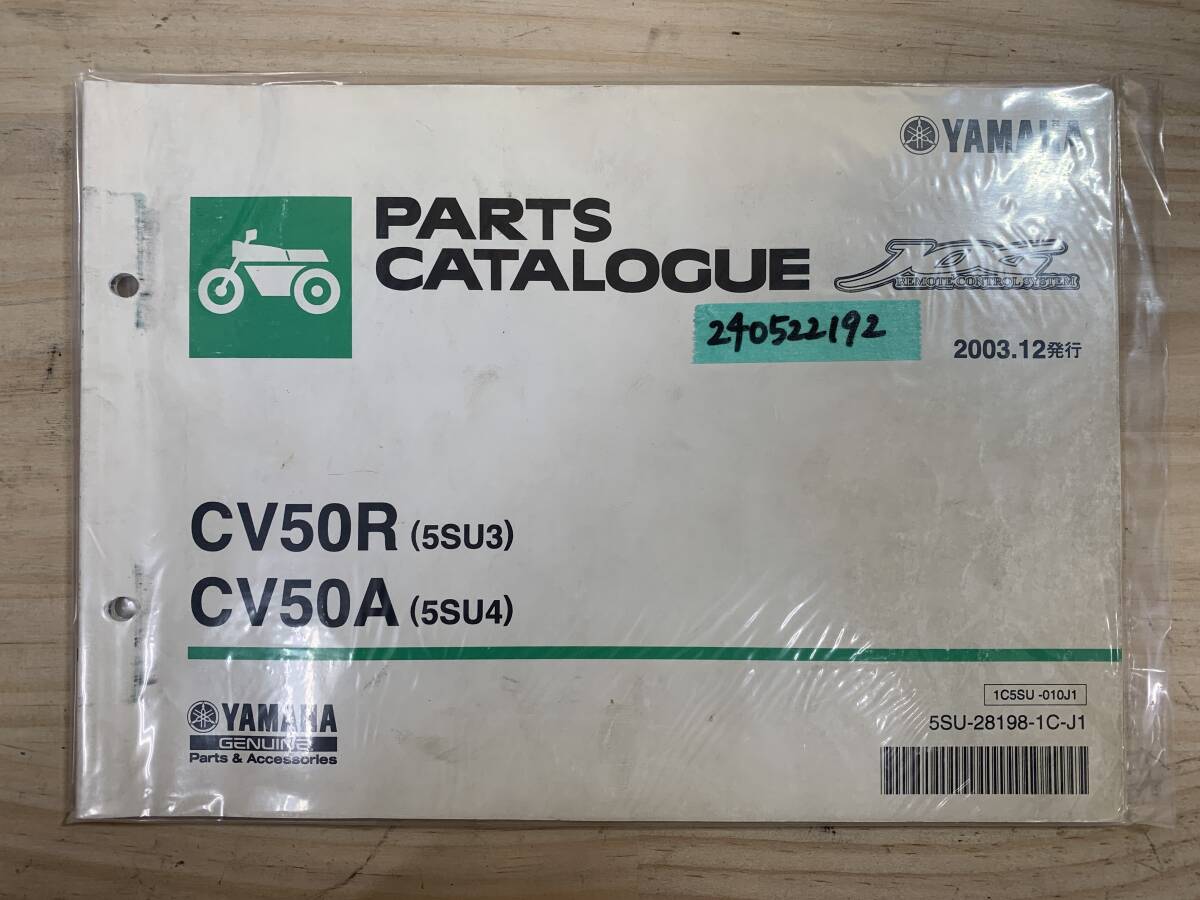 YAMAHA
PARTS
CATALOGUE
JOG
REMOTE CONTROL SYSTEM
240522192
2003.12発行
CV50R (5SU3)
CV50A (5SU4)
1C5SU -010J1
5SU-28198-1C-J1
YAMAHA
GENUINE
Parts & Accessories